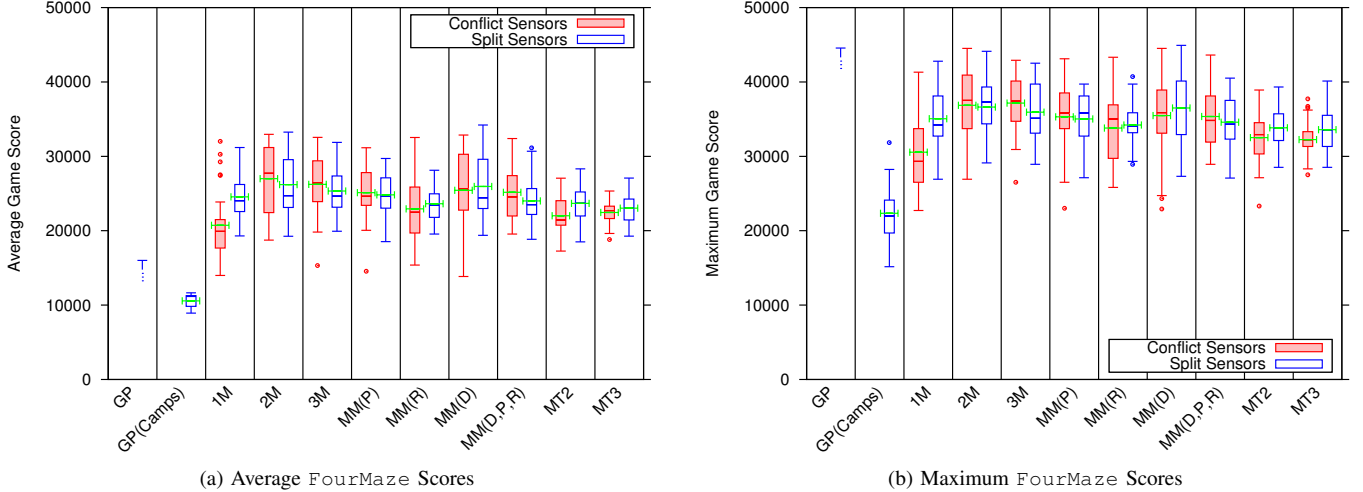 50000
40000
30000
20000
10000
0
Average Game Score
Conflict Sensors
Split Sensors
GP
GP(Camps)
1M
2M
3M
MM(P)
MM(R)
MM(D)
MM(D,P,R)
MT2
MT3
(a) Average FourMaze Scores
50000
40000
30000
20000
10000
0
Maximum Game Score
Conflict Sensors
Split Sensors
GP
GP(Camps)
1M
2M
3M
MM(P)
MM(R)
MM(D)
MM(D,P,R)
MT2
MT3
(b) Maximum FourMaze Scores